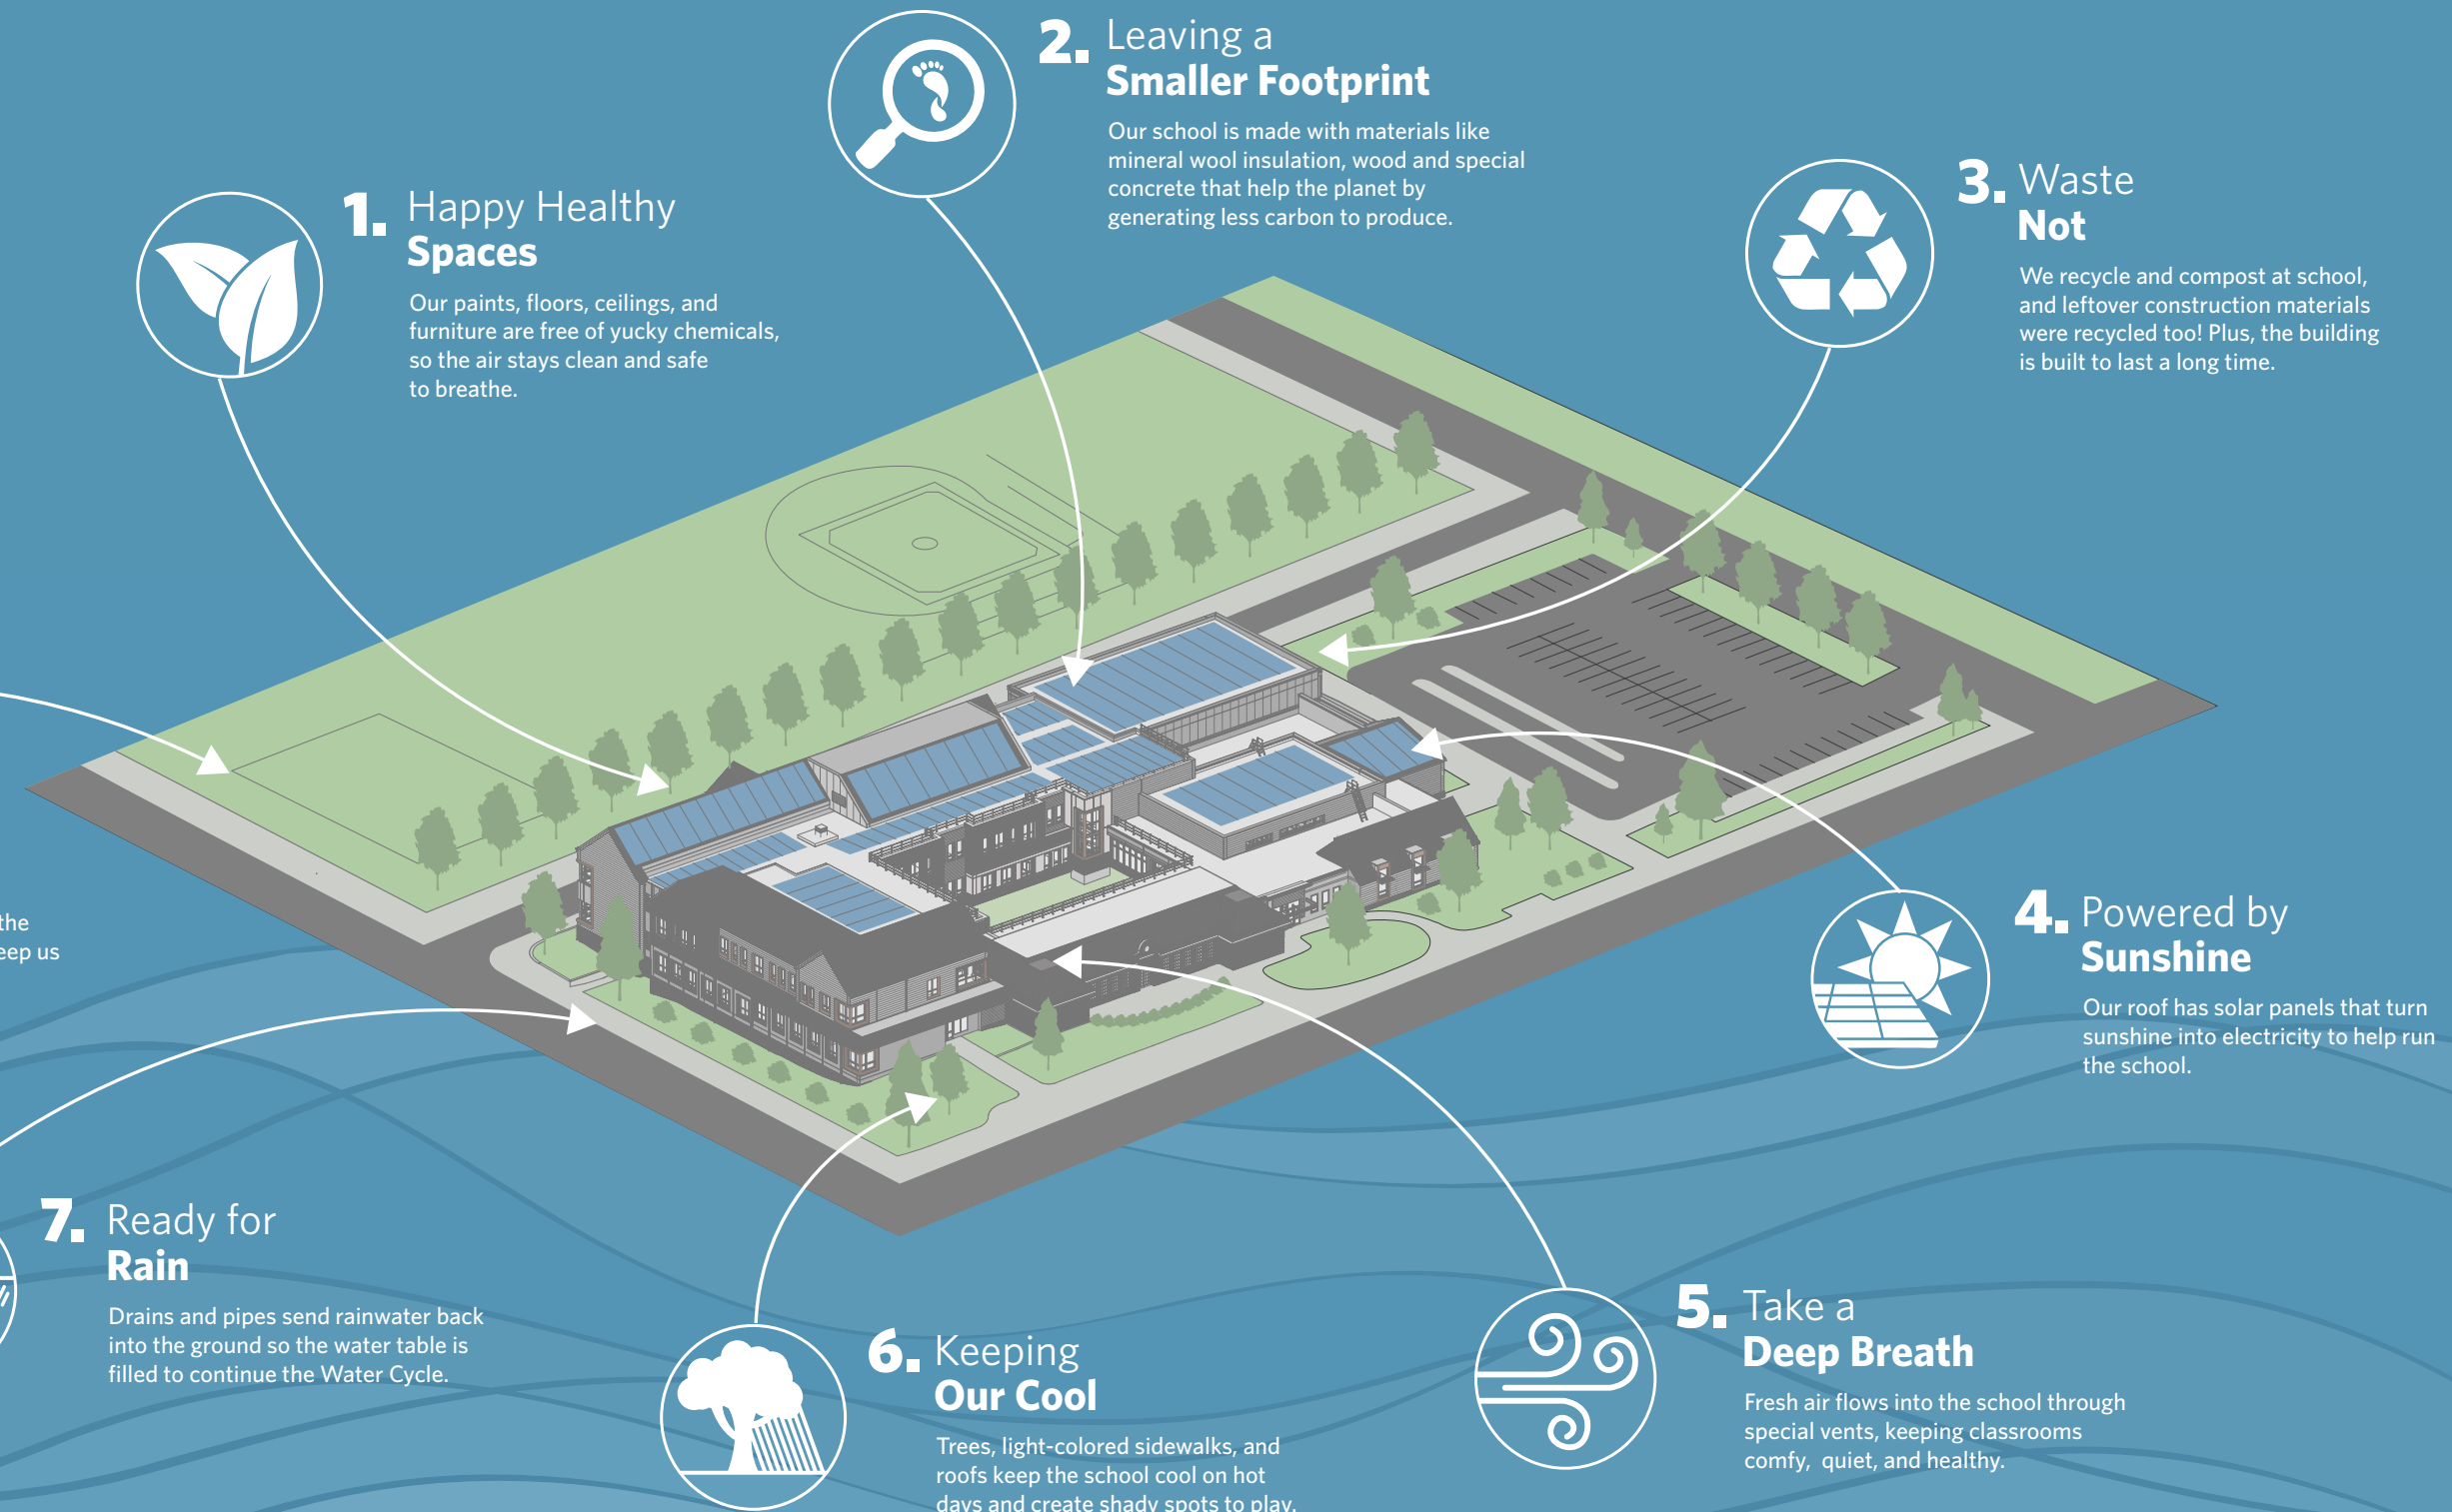 2. Leaving a
Smaller Footprint
Our school is made with materials like
mineral wool insulation, wood and special
concrete that help the planet by
generating less carbon to produce.
1. Happy Healthy
Spaces
Our paints, floors, ceilings, and
furniture are free of yucky chemicals,
so the air stays clean and safe
to breathe.
3. Waste
Not
We recycle and compost at school,
and leftover construction materials
were recycled too! Plus, the building
is built to last a long time.
the
eep us
4. Powered by
Sunshine
Our roof has solar panels that turn
sunshine into electricity to help run
the school.
7. Ready for
Rain
Drains and pipes send rainwater back
into the ground so the water table is
filled to continue the Water Cycle.
6. Keeping
Our Cool
Trees, light-colored sidewalks, and
roofs keep the school cool on hot
days and create shady spots to play.
5. Take a
Deep Breath
Fresh air flows into the school through
special vents, keeping classrooms
comfy, quiet, and healthy.